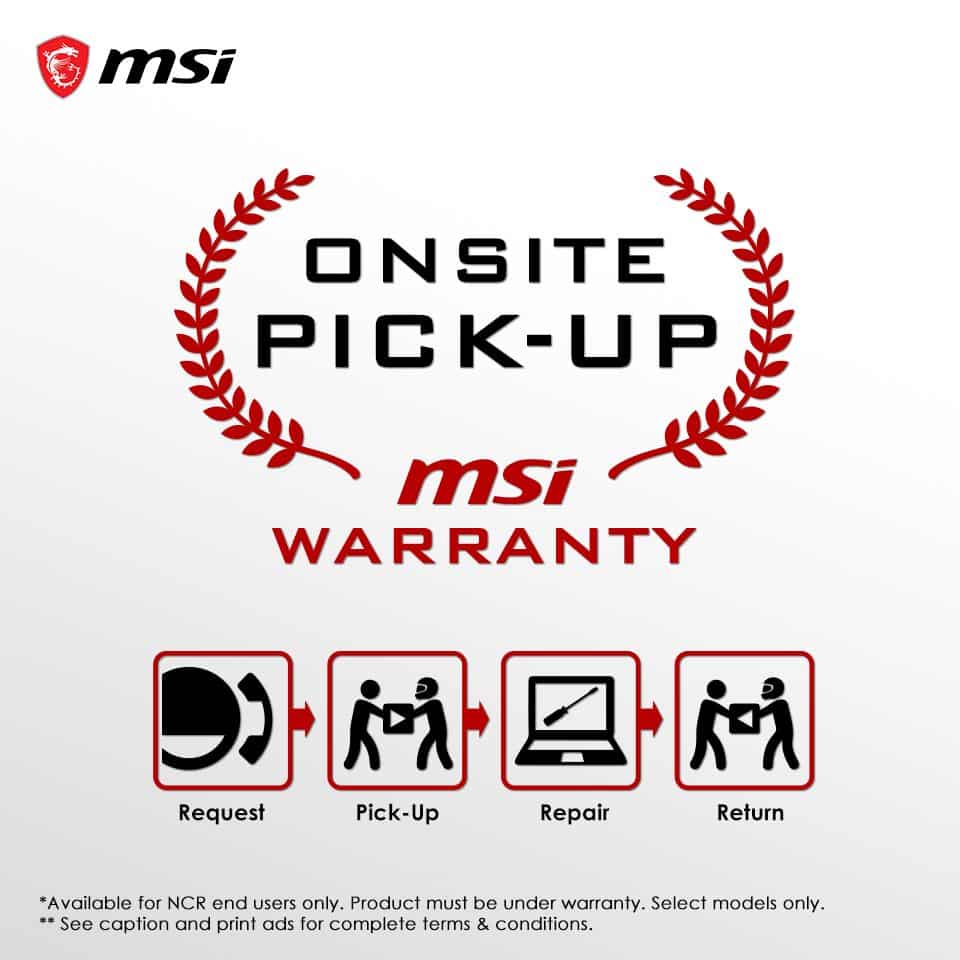 msi
ONSITE
PICK-UP
msi
WARRANTY
Request
Pick-Up
Repair
Return
*Available for NCR end users only. Product must be under warranty. Select models only.
** See caption and print ads for complete terms & conditions.